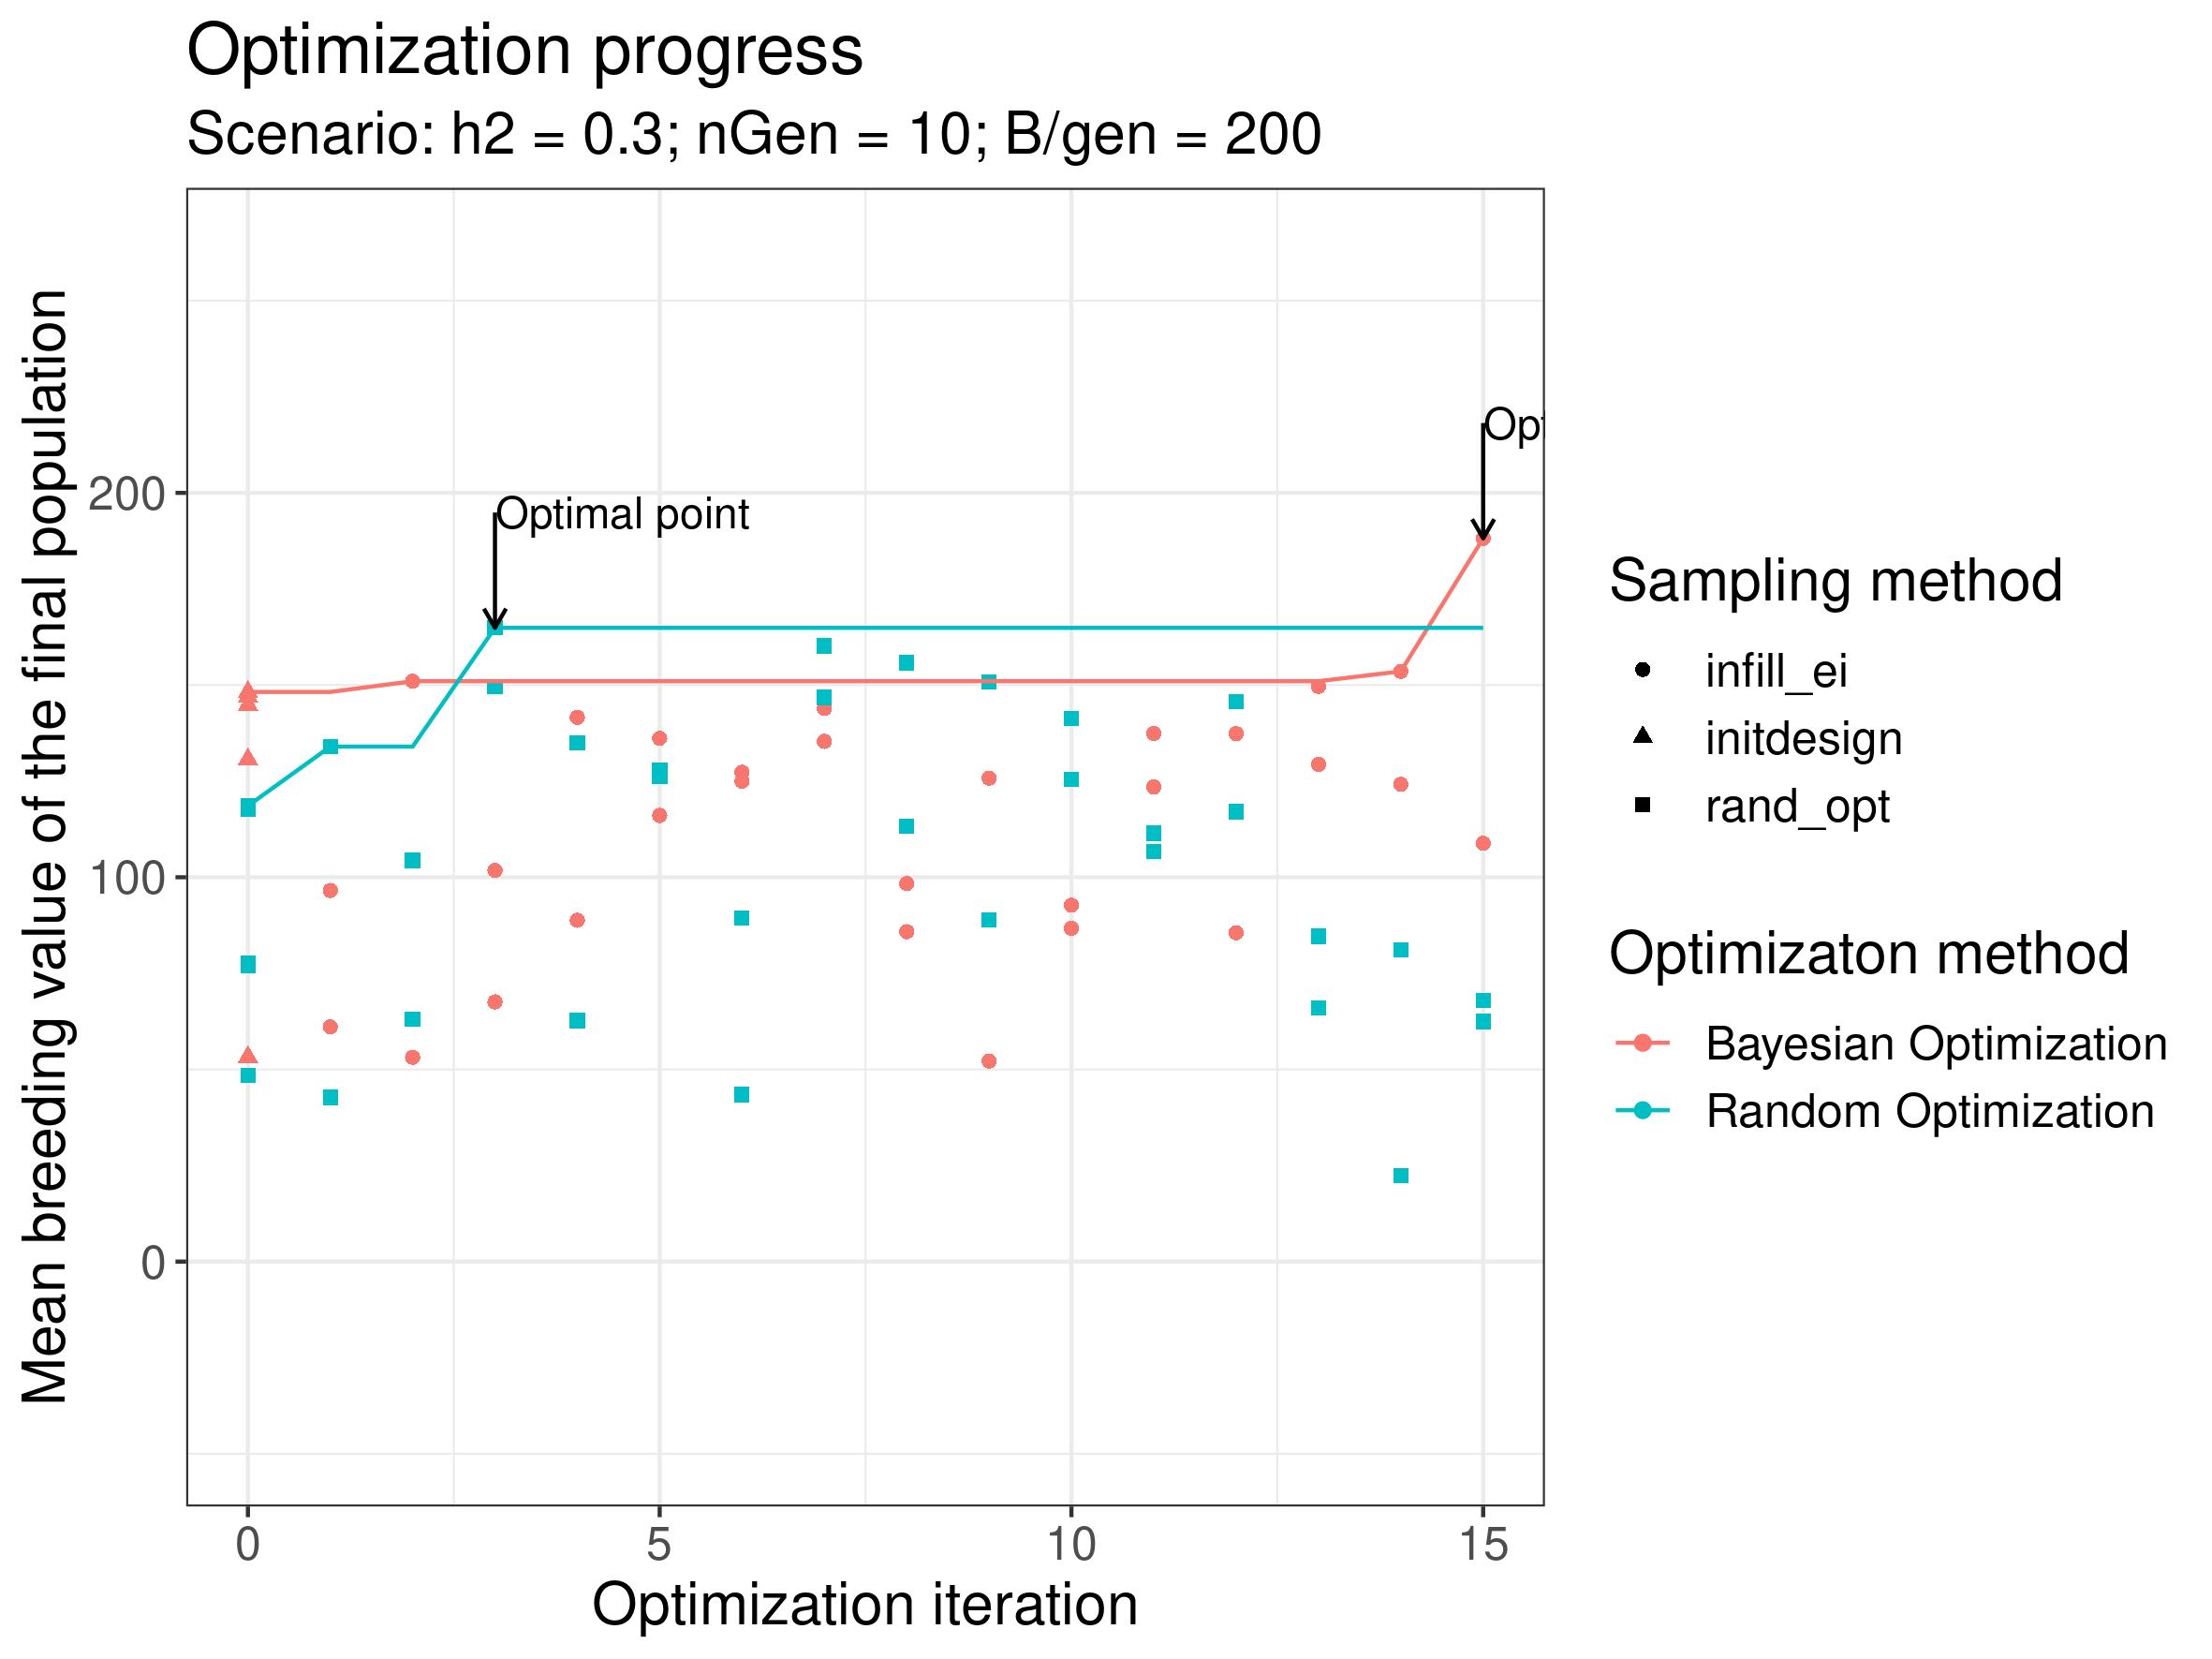 Optimization progress
Scenario: h2 = 0.3; nGen = 10; B/gen = 200
Mean breeding value of the final population
200
100
0
Optimal point
Opt
0
5
10
15
Optimization iteration
Sampling method
infill_ei
initdesign
rand_opt
Optimizaton method
Bayesian Optimization
Random Optimization